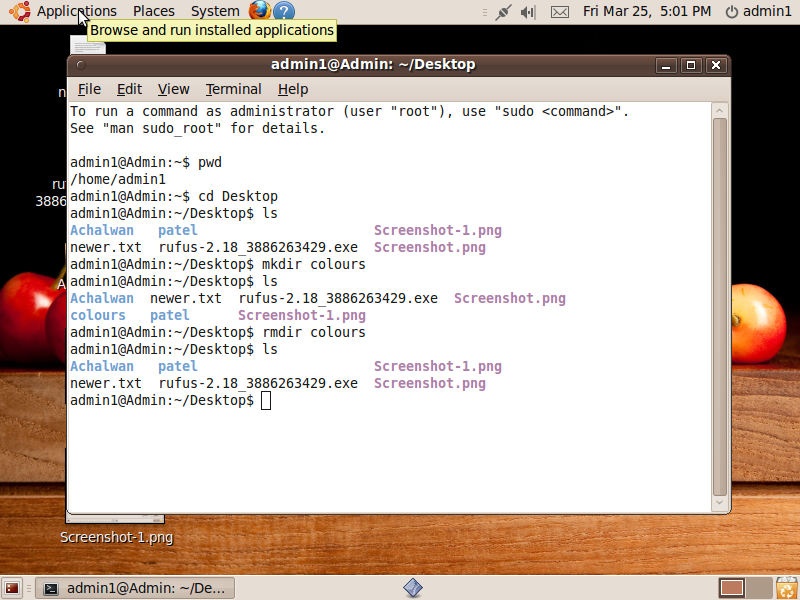 Applications Places System Fri Mar 25, 5:01 PM admin1
Browse and run installed applications
admin1@Admin: ~/Desktop
File Edit View Terminal Help
To run a command as administrator (user "root"), use "sudo <command>".
See "man sudo_root" for details.
admin1@Admin:~$ pwd
/home/admin1
admin1@Admin:~$ cd Desktop
admin1@Admin:~/Desktop$ ls
Achalwan patel Screenshot-1.png
newer.txt rufus-2.18_3886263429.exe Screenshot.png
admin1@Admin:~/Desktop$ mkdir colours
admin1@Admin:~/Desktop$ ls
Achalwan newer.txt rufus-2.18_3886263429.exe Screenshot.png
colours patel Screenshot-1.png
admin1@Admin:~/Desktop$ rmdir colours
admin1@Admin:~/Desktop$ ls
Achalwan patel Screenshot-1.png
newer.txt rufus-2.18_3886263429.exe Screenshot.png
admin1@Admin:~/Desktop$
n
ru
3886
A
Screenshot-1.png
admin1@Admin: ~/De...